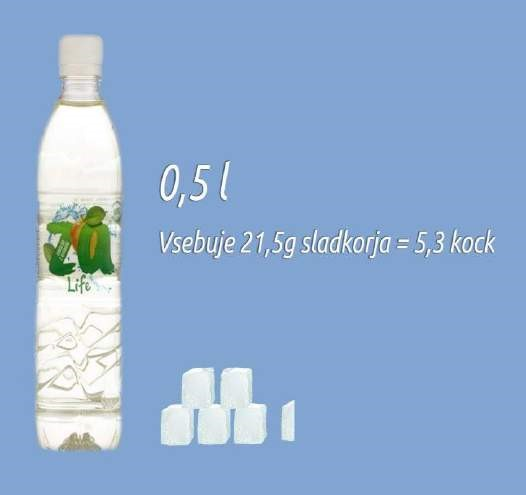 0,5 l
Vsebuje 21,5g sladkorja = 5,3 kock
Life